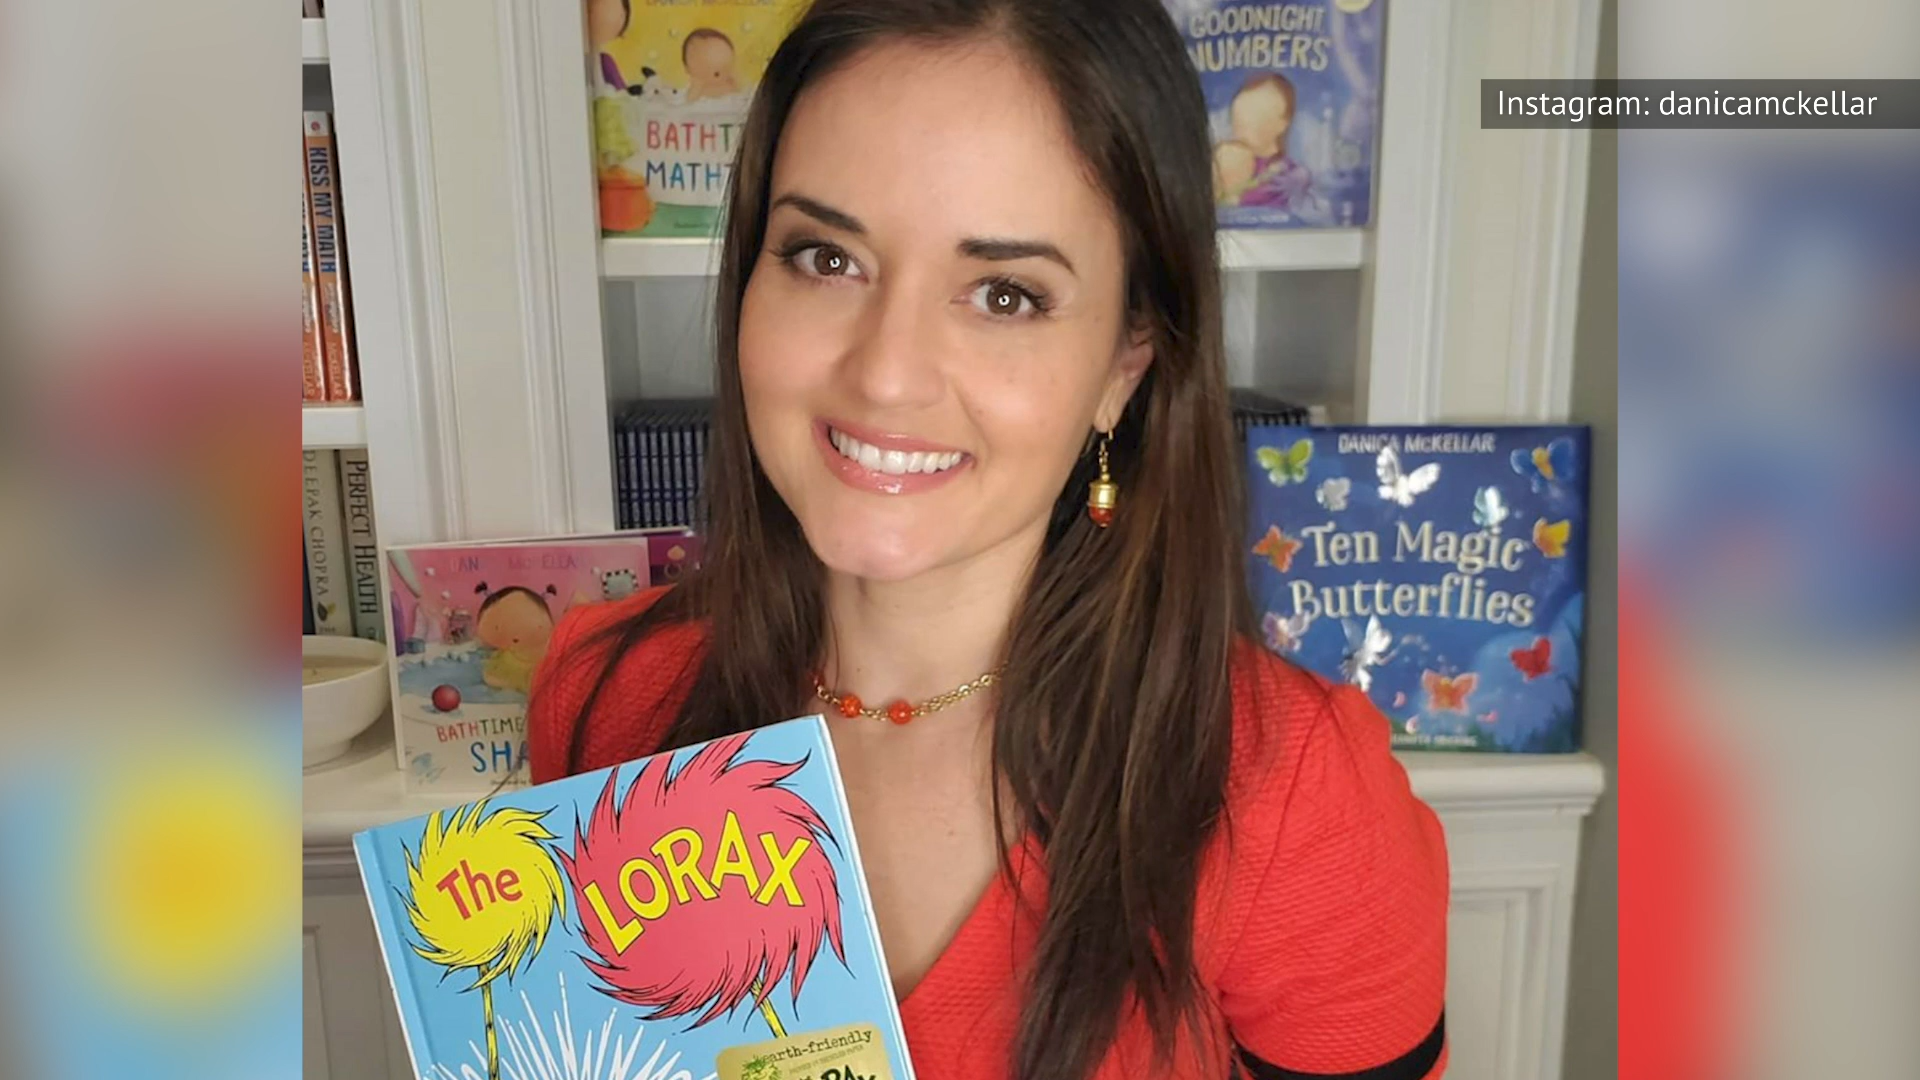 Instagram: danicamckellar
GOODNIGHT
NUMBERS
BATHT
MATH
KISS MY MATH
DEEPAK CHOPRA
PERFECT HEALTH
DANICA McKELLAR
Ten Magic
Butterflies
BATHTIME
SHA
The
LORAX
earth-friendly